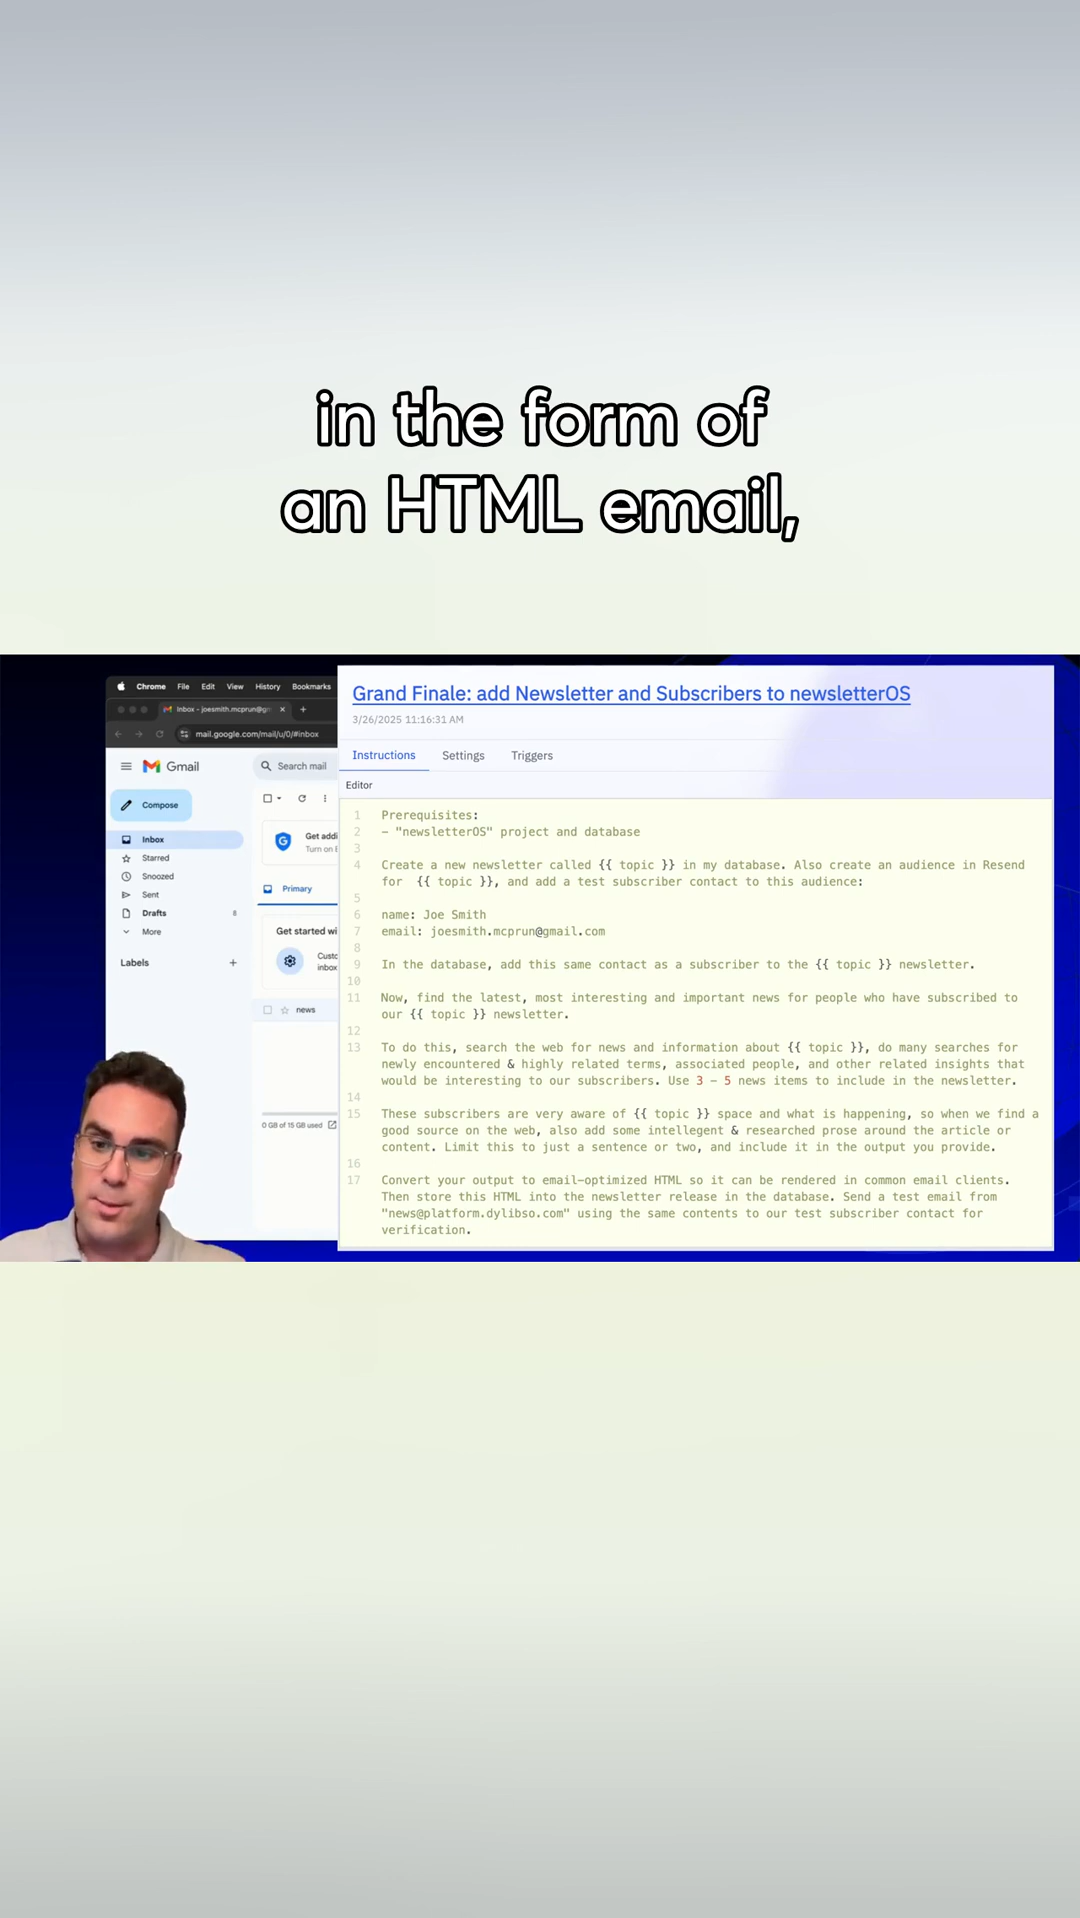 in the form of
an HTML email,
Chrome File Edit View History Bookmarks
Inbox - joesmith.mcprun@gm
mail.google.com/mail/u/0/#inbox
Gmail
Search mail
Compose
Inbox
Starred
Snoozed
Sent
Drafts 8
More
Labels
Get addi
Turn on E
Primary
Get started wi
Custo
inbox
news
0 GB of 15 GB used
Grand Finale: add Newsletter and Subscribers to newsletterOS
3/26/2025 11:16:31 AM
Instructions Settings Triggers
Editor
1 Prerequisites:
2 - "newsletterOS" project and database
3
4 Create a new newsletter called {{ topic }} in my database. Also create an audience in Resend
for {{ topic }}, and add a test subscriber contact to this audience:
5
6 name: Joe Smith
7 email: joesmith.mcprun@gmail.com
8
9 In the database, add this same contact as a subscriber to the {{ topic }} newsletter.
10
11 Now, find the latest, most interesting and important news for people who have subscribed to
our {{ topic }} newsletter.
12
13 To do this, search the web for news and information about {{ topic }}, do many searches for
newly encountered & highly related terms, associated people, and other related insights that
would be interesting to our subscribers. Use 3 - 5 news items to include in the newsletter.
14
15 These subscribers are very aware of {{ topic }} space and what is happening, so when we find a
good source on the web, also add some intellegent & researched prose around the article or
content. Limit this to just a sentence or two, and include it in the output you provide.
16
17 Convert your output to email-optimized HTML so it can be rendered in common email clients.
Then store this HTML into the newsletter release in the database. Send a test email from
"news@platform.dylibso.com" using the same contents to our test subscriber contact for
verification.